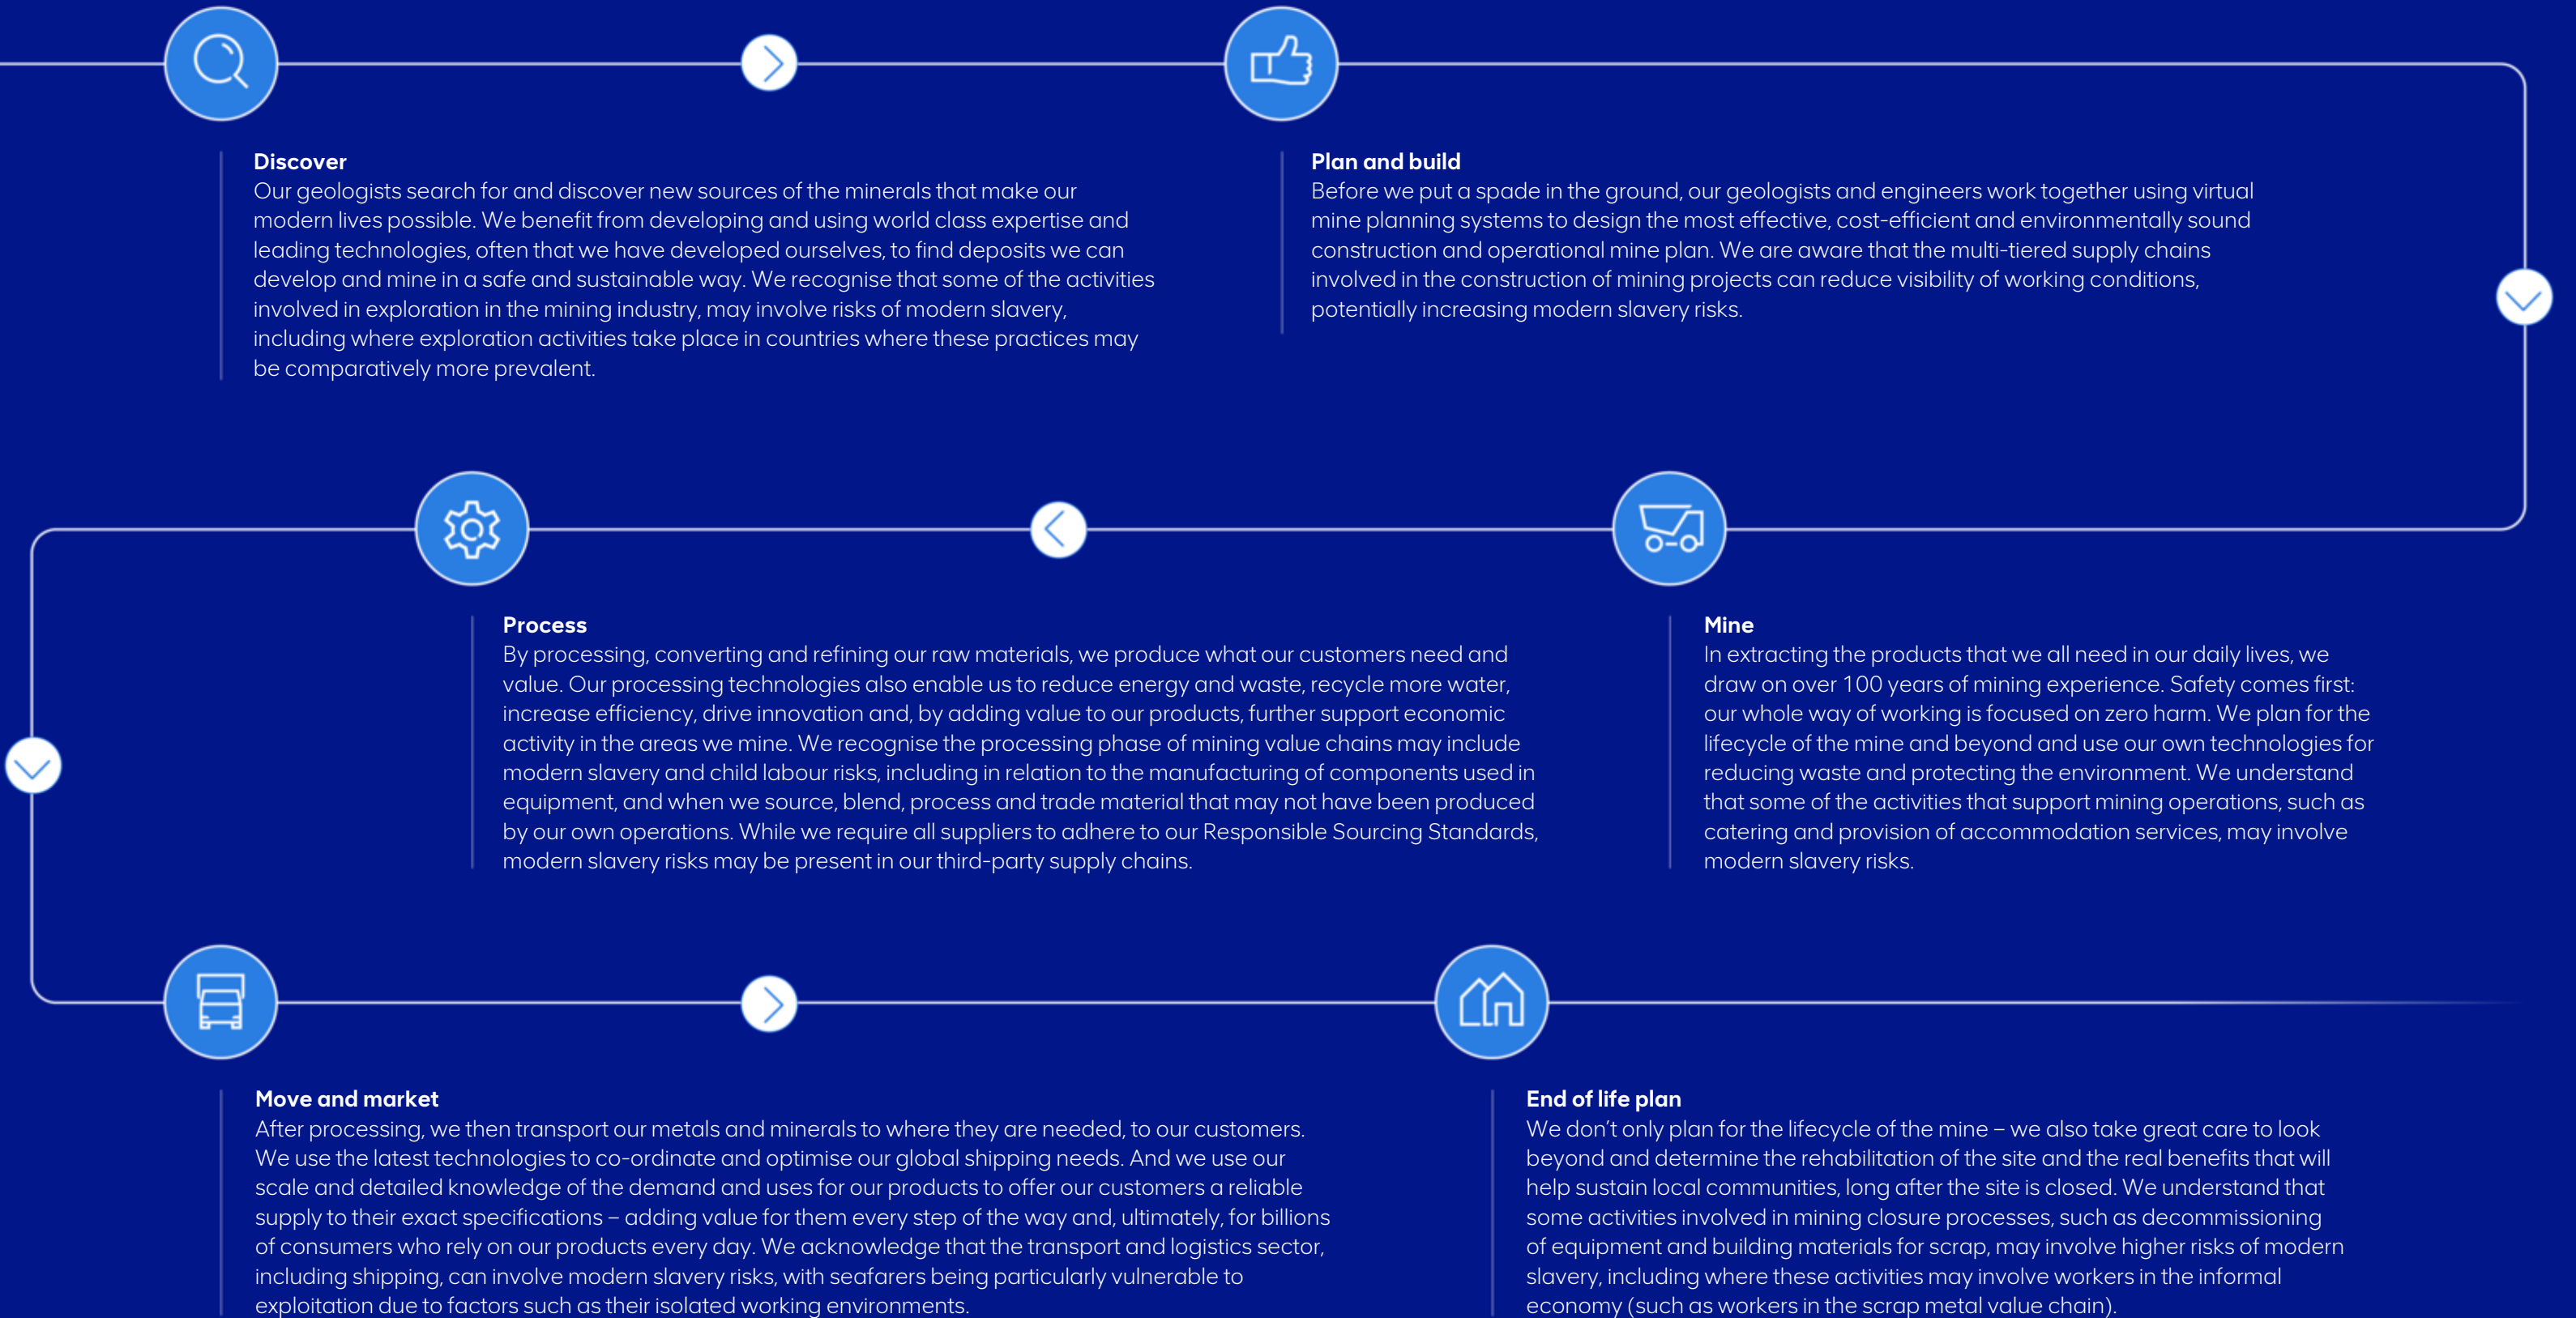 Discover
Our geologists search for and discover new sources of the minerals that make our
modern lives possible. We benefit from developing and using world class expertise and
leading technologies, often that we have developed ourselves, to find deposits we can
develop and mine in a safe and sustainable way. We recognise that some of the activities
involved in exploration in the mining industry, may involve risks of modern slavery,
including where exploration activities take place in countries where these practices may
be comparatively more prevalent.
Plan and build
Before we put a spade in the ground, our geologists and engineers work together using virtual
mine planning systems to design the most effective, cost-efficient and environmentally sound
construction and operational mine plan. We are aware that the multi-tiered supply chains
involved in the construction of mining projects can reduce visibility of working conditions,
potentially increasing modern slavery risks.
Mine
In extracting the products that we all need in our daily lives, we
draw on over 100 years of mining experience. Safety comes first:
our whole way of working is focused on zero harm. We plan for the
lifecycle of the mine and beyond and use our own technologies for
reducing waste and protecting the environment. We understand
that some of the activities that support mining operations, such as
catering and provision of accommodation services, may involve
modern slavery risks.
Process
By processing, converting and refining our raw materials, we produce what our customers need and
value. Our processing technologies also enable us to reduce energy and waste, recycle more water,
increase efficiency, drive innovation and, by adding value to our products, further support economic
activity in the areas we mine. We recognise the processing phase of mining value chains may include
modern slavery and child labour risks, including in relation to the manufacturing of components used in
equipment, and when we source, blend, process and trade material that may not have been produced
by our own operations. While we require all suppliers to adhere to our Responsible Sourcing Standards,
modern slavery risks may be present in our third-party supply chains.
Move and market
After processing, we then transport our metals and minerals to where they are needed, to our customers.
We use the latest technologies to co-ordinate and optimise our global shipping needs. And we use our
scale and detailed knowledge of the demand and uses for our products to offer our customers a reliable
supply to their exact specifications – adding value for them every step of the way and, ultimately, for billions
of consumers who rely on our products every day. We acknowledge that the transport and logistics sector,
including shipping, can involve modern slavery risks, with seafarers being particularly vulnerable to
exploitation due to factors such as their isolated working environments.
End of life plan
We don’t only plan for the lifecycle of the mine – we also take great care to look
beyond and determine the rehabilitation of the site and the real benefits that will
help sustain local communities, long after the site is closed. We understand that
some activities involved in mining closure processes, such as decommissioning
of equipment and building materials for scrap, may involve higher risks of modern
slavery, including where these activities may involve workers in the informal
economy (such as workers in the scrap metal value chain).